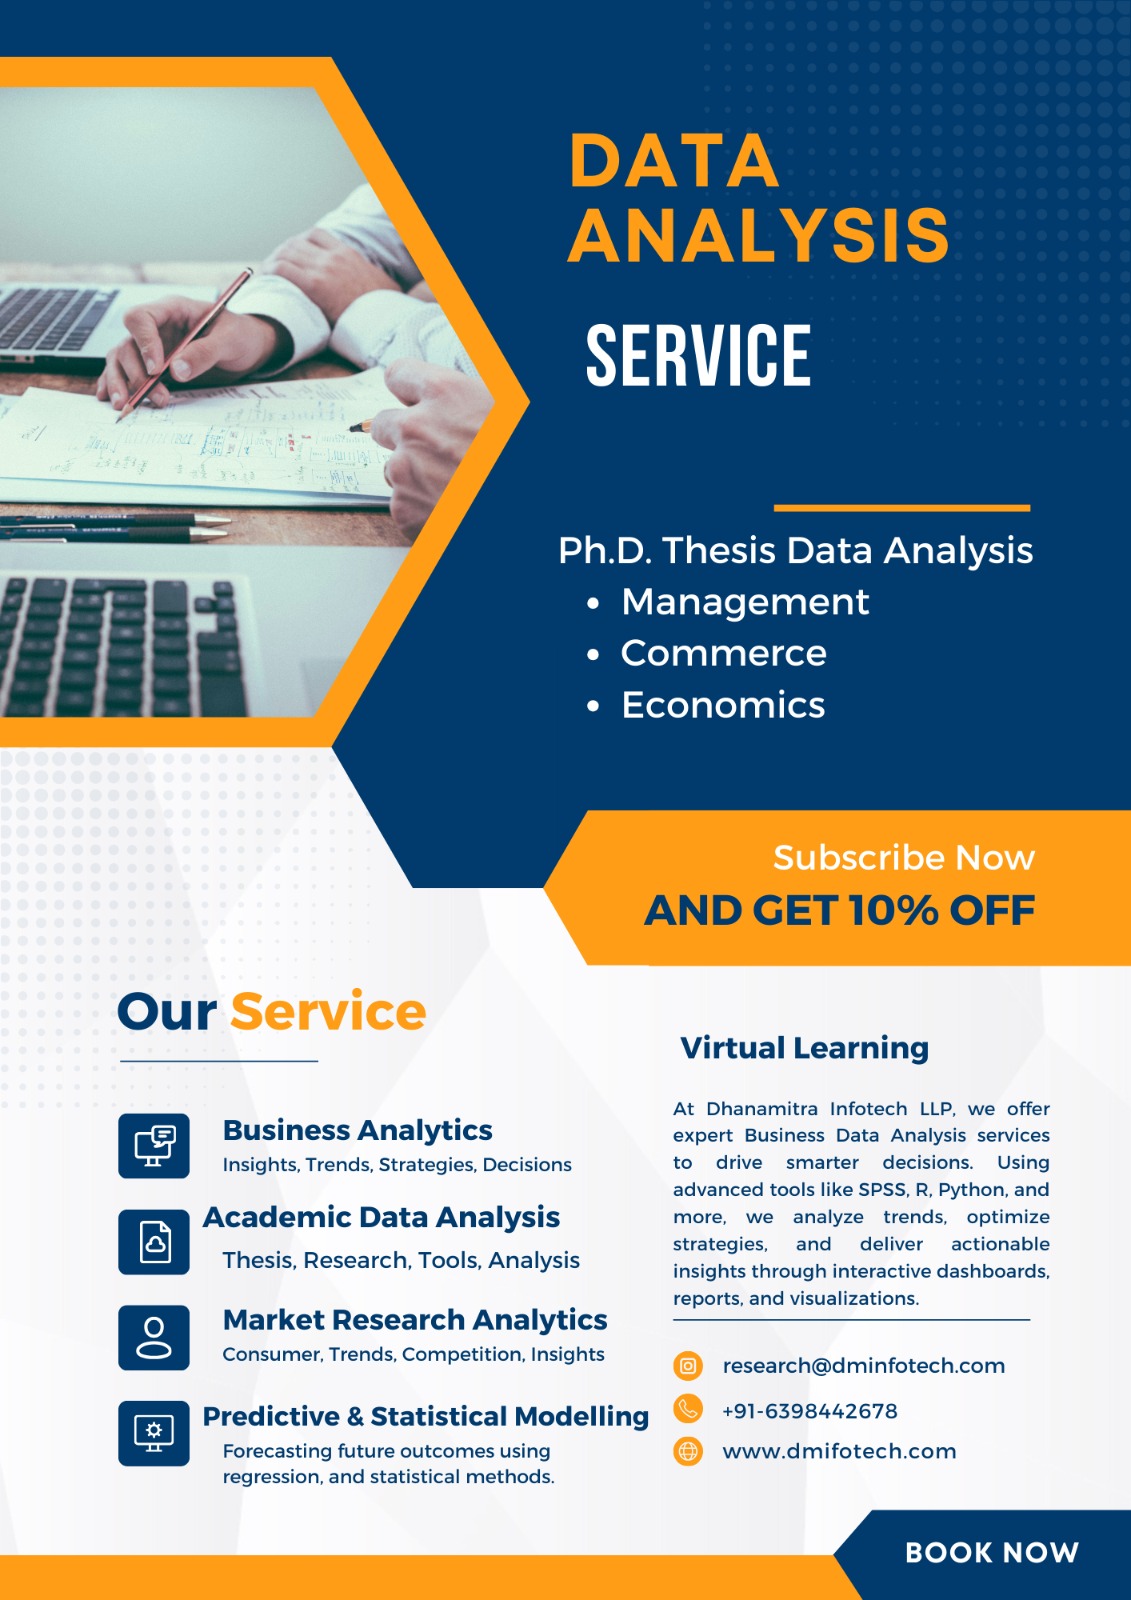 DATA
ANALYSIS
SERVICE
Ph.D. Thesis Data Analysis
• Management
• Commerce
• Economics
Subscribe Now
AND GET 10% OFF
Our Service
Business Analytics
Insights, Trends, Strategies, Decisions
Academic Data Analysis
Thesis, Research, Tools, Analysis
Market Research Analytics
Consumer, Trends, Competition, Insights
Predictive & Statistical Modelling
Forecasting future outcomes using
regression, and statistical methods.
Virtual Learning
At Dhanamitra Infotech LLP, we offer
expert Business Data Analysis services
to drive smarter decisions. Using
advanced tools like SPSS, R, Python, and
more, we analyze trends, optimize
strategies, and deliver actionable
insights through interactive dashboards,
reports, and visualizations.
research@dminfotech.com
+91-6398442678
www.dmifotech.com
BOOK NOW